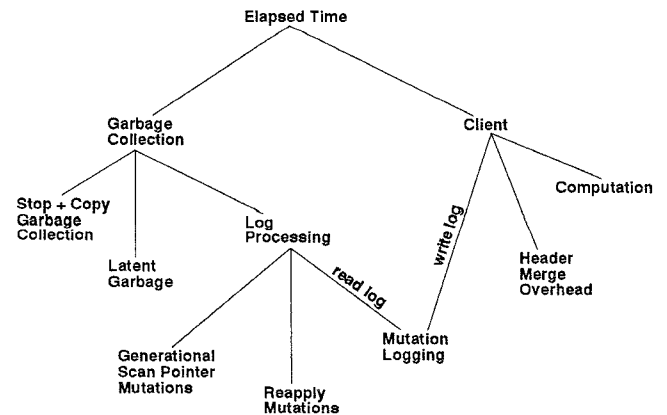 Elapsed Time
Garbage
Collection
Client
Stop + Copy
Garbage
Collection
Latent
Garbage
Log
Processing
write log
Computation
Header
Merge
Overhead
read log
Generational
Scan Pointer
Mutations
Reapply
Mutations
Mutation
Logging